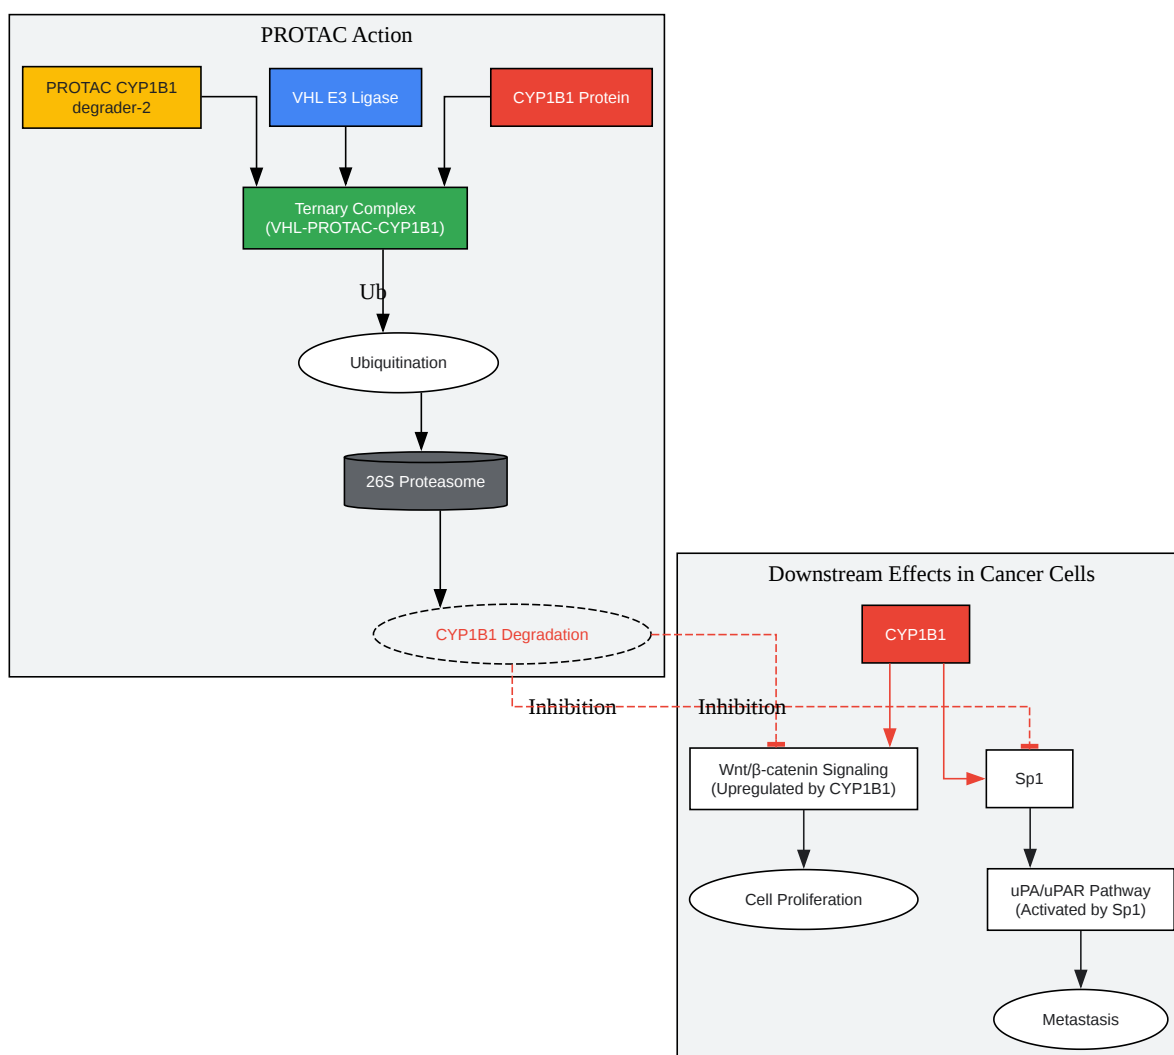 PROTAC Action
PROTAC CYP1B1
degrader-2
VHL E3 Ligase
CYP1B1 Protein
Ternary Complex
(VHL-PROTAC-CYP1B1)
Ub
Ubiquitination
26S Proteasome
CYP1B1 Degradation
Inhibition
Inhibition
Downstream Effects in Cancer Cells
CYP1B1
Wnt/β-catenin Signaling
(Upregulated by CYP1B1)
Sp1
Cell Proliferation
uPA/uPAR Pathway
(Activated by Sp1)
Metastasis